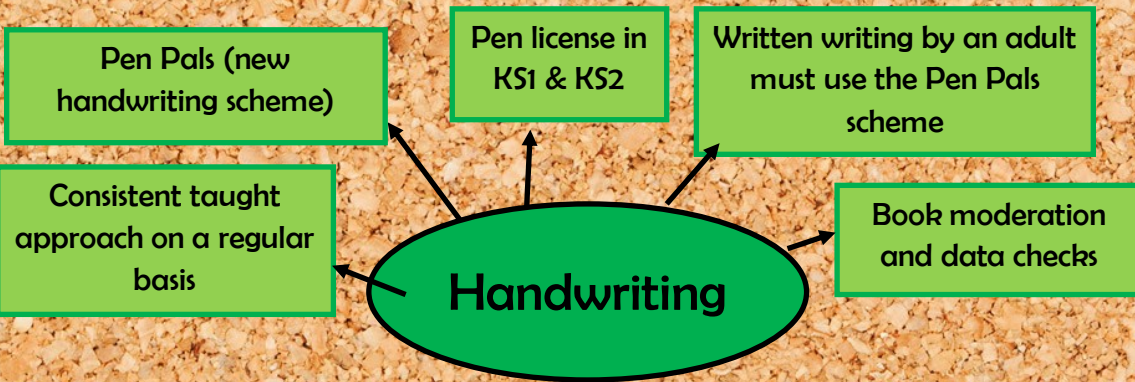 Pen Pals (new
handwriting scheme)
Pen license in
KS1 & KS2
Written writing by an adult
must use the Pen Pals
scheme
Consistent taught
approach on a regular
basis
Book moderation
and data checks
Handwriting